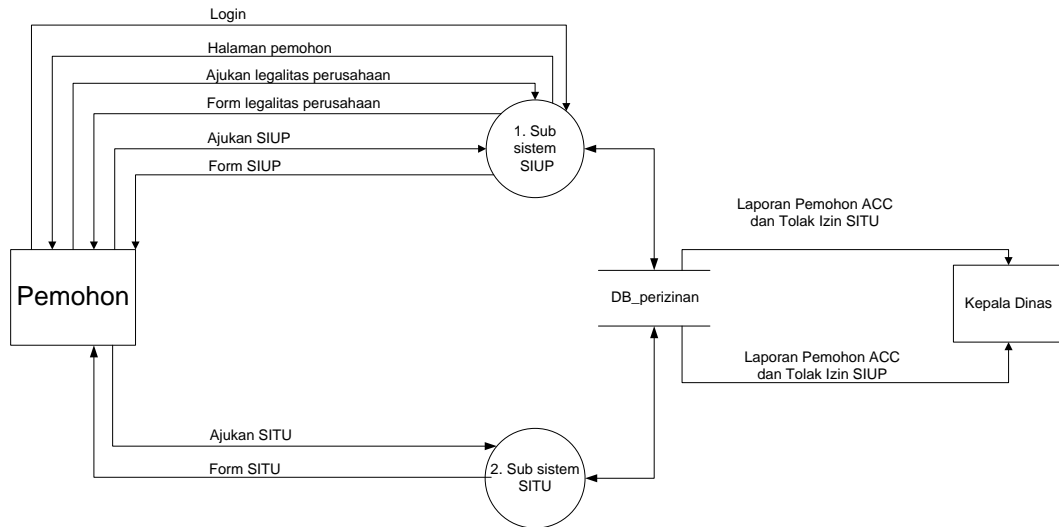 Login
Halaman pemohon
Ajukan legalitas perusahaan
Form legalitas perusahaan
Ajukan SIUP
Form SIUP
1. Sub
sistem
SIUP
Laporan Pemohon ACC
dan Tolak Izin SITU
Pemohon
DB_perizinan
Kepala Dinas
Laporan Pemohon ACC
dan Tolak Izin SIUP
Ajukan SITU
Form SITU
2. Sub sistem
SITU